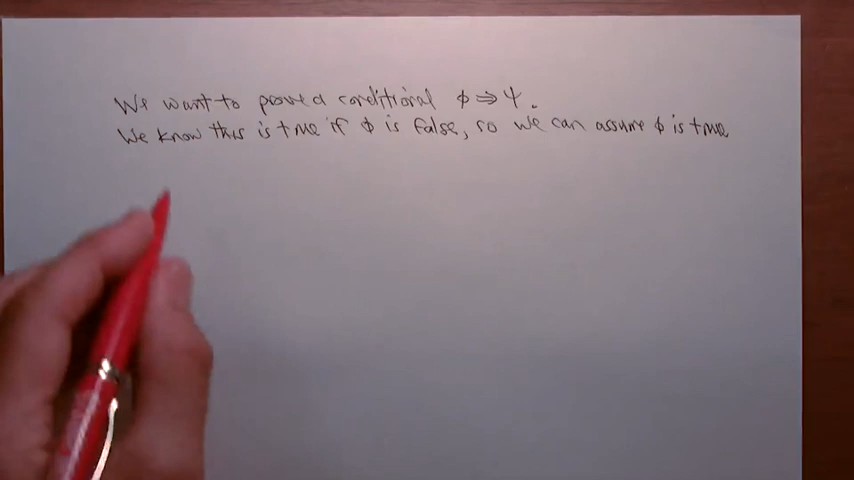 We want to prove a conditional ϕ⇒Ψ.
We know this is true if ϕ is false, so we can assume ϕ is true